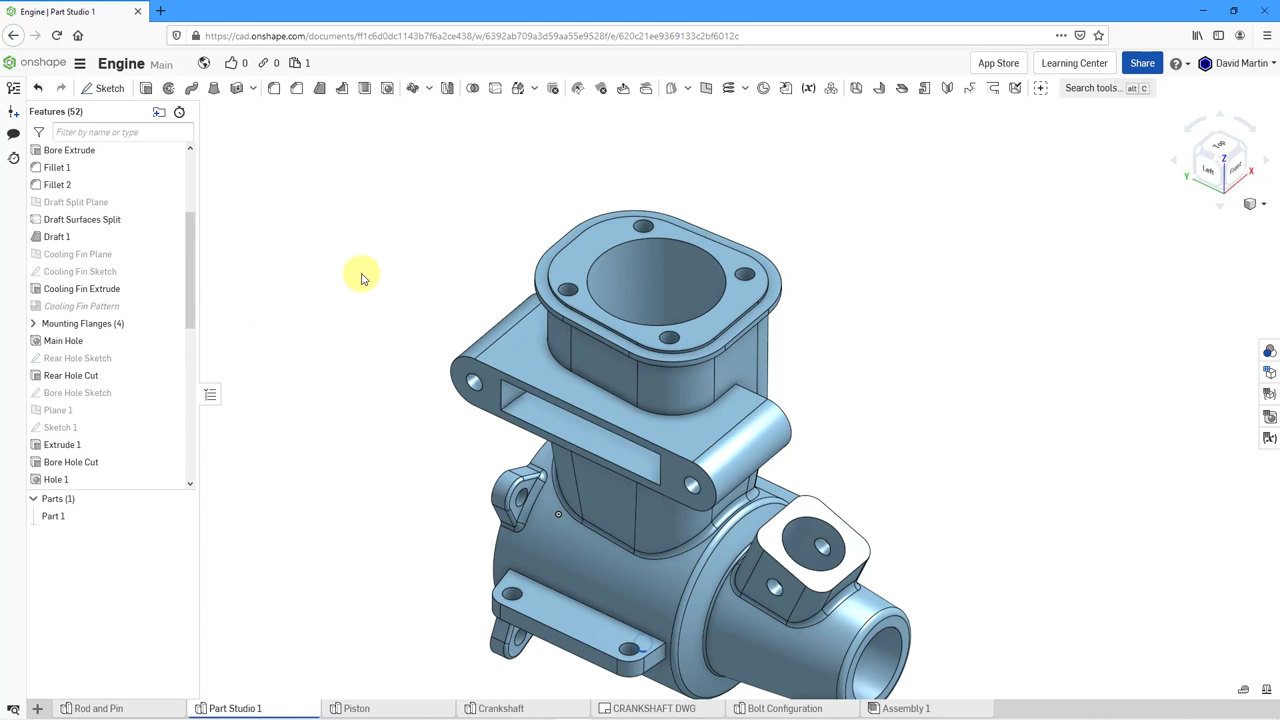 Engine | Part Studio 1
https://cad.onshape.com/documents/ff1c6d0dc1143b7f6a2ce438/w/6392ab709a3d59aa55e9528f/e/620c21ee9369133c2bf6012c
onshape Engine Main 0 0 1 App Store Learning Center Share David Martin
Sketch Search tools... alt C
Features (52)
Filter by name or type
Bore Extrude
Fillet 1
Fillet 2
Draft Split Plane
Draft Surfaces Split
Draft 1
Cooling Fin Plane
Cooling Fin Sketch
Cooling Fin Extrude
Cooling Fin Pattern
Mounting Flanges (4)
Main Hole
Rear Hole Sketch
Rear Hole Cut
Bore Hole Sketch
Plane 1
Sketch 1
Extrude 1
Bore Hole Cut
Hole 1
Parts (1)
Part 1
Top
Left Front
Z
Y X
Rod and Pin Part Studio 1 Piston Crankshaft CRANKSHAFT DWG Bolt Configuration Assembly 1